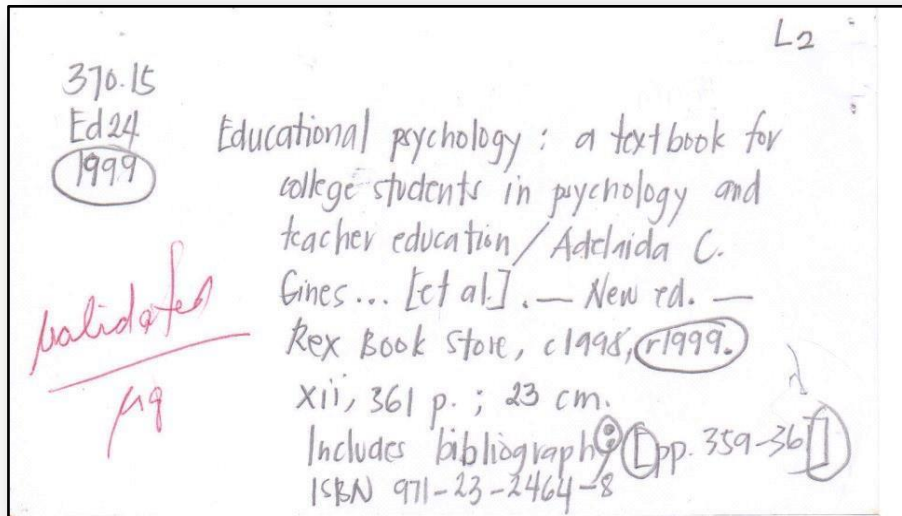 L2
370.15
Ed24
1999
Educational psychology : a textbook for
college students in psychology and
teacher education / Adelaida C.
Gines... [et al.]. — New ed. —
Rex Book Store, c1998, r1999.
xii, 361 p. ; 23 cm.
Includes bibliography: [pp. 359-361]
ISBN 971-23-2464-8
validated